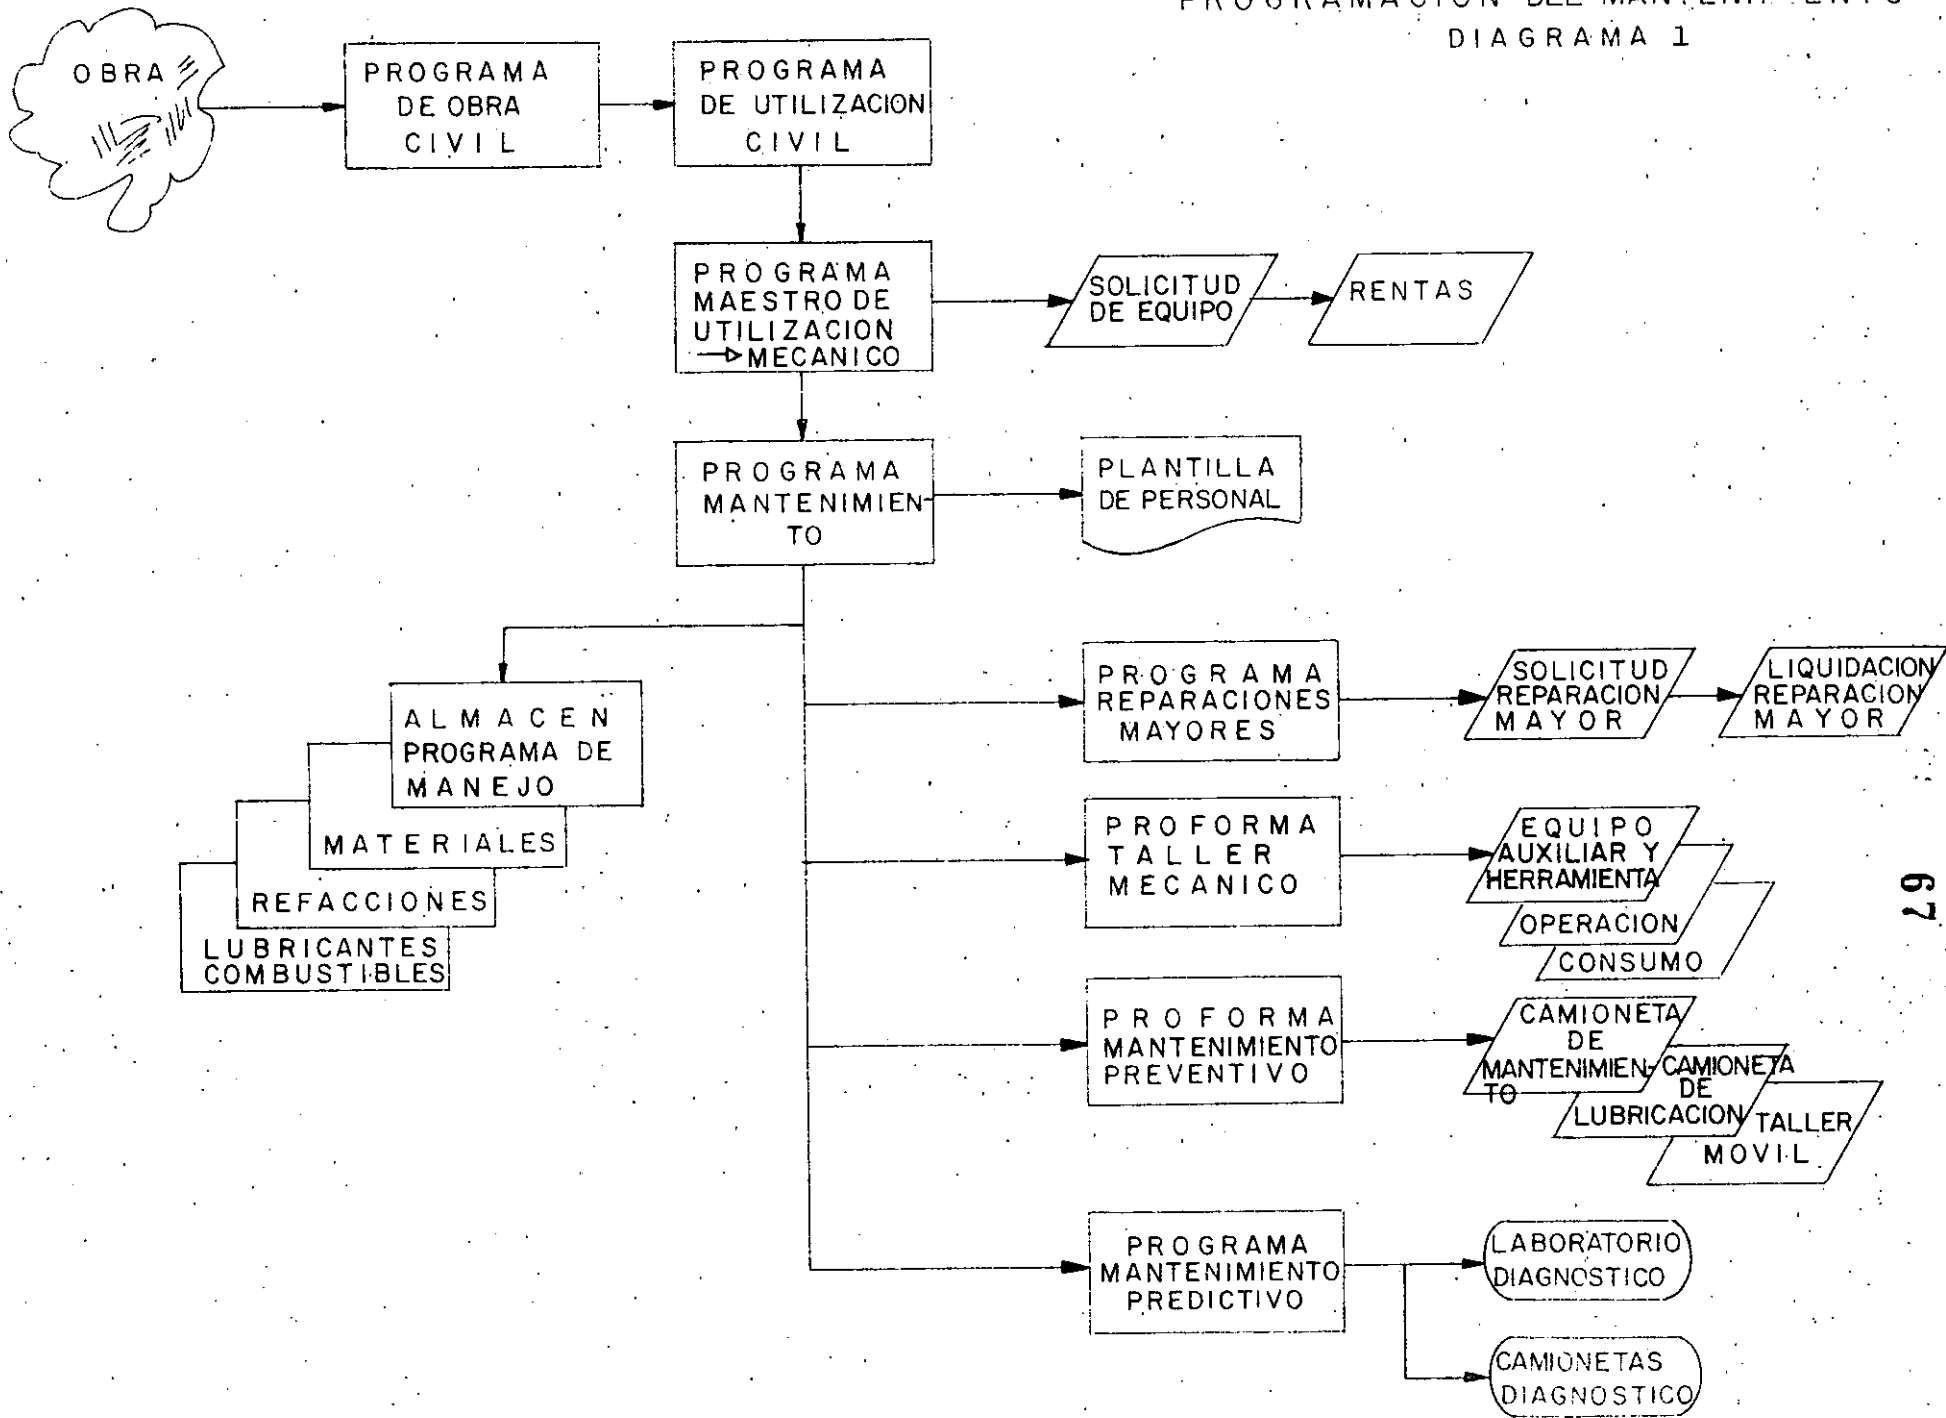 PROGRAMACION DEL MANTENIMIENTO
DIAGRAMA 1
OBRA
PROGRAMA
DE OBRA
CIVIL
PROGRAMA
DE UTILIZACION
CIVIL
PROGRAMA
MAESTRO DE
UTILIZACION
MECANICO
SOLICITUD
DE EQUIPO
RENTAS
PROGRAMA
MANTENIMIEN-
TO
PLANTILLA
DE PERSONAL
ALMACEN
PROGRAMA DE
MANEJO
MATERIALES
REFACCIONES
LUBRICANTES
COMBUSTIBLES
PROGRAMA
REPARACIONES
MAYORES
SOLICITUD
REPARACION
MAYOR
LIQUIDACION
REPARACION
MAYOR
PROFORMA
TALLER
MECANICO
EQUIPO
AUXILIAR Y
HERRAMIENTA
OPERACION
CONSUMO
67
PROFORMA
MANTENIMIENTO
PREVENTIVO
CAMIONETA
DE
MANTENIMIEN-
TO
CAMIONETA
DE
LUBRICACION
TALLER
MOVIL
PROGRAMA
MANTENIMIENTO
PREDICTIVO
LABORATORIO
DIAGNOSTICO
CAMIONETAS
DIAGNOSTICO